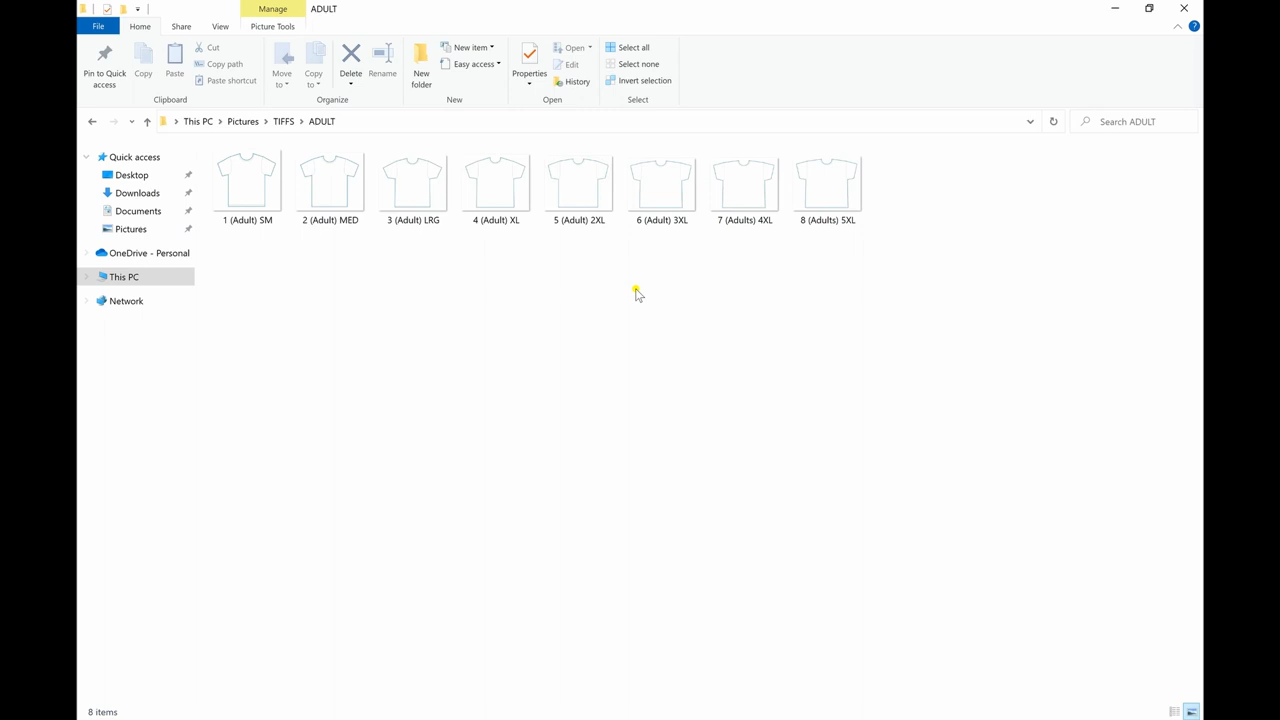 Manage
ADULT
File
Home
Share
View
Picture Tools
Pin to Quick access
Copy
Paste
Cut
Copy path
Paste shortcut
Clipboard
Move to
Copy to
Delete
Rename
Organize
New folder
New item
Easy access
New
Properties
Open
Edit
History
Open
Select all
Select none
Invert selection
Select
This PC
Pictures
TIFFS
ADULT
Search ADULT
Quick access
Desktop
Downloads
Documents
Pictures
OneDrive - Personal
This PC
Network
1 (Adult) SM
2 (Adult) MED
3 (Adult) LRG
4 (Adult) XL
5 (Adult) 2XL
6 (Adult) 3XL
7 (Adults) 4XL
8 (Adults) 5XL
8 items